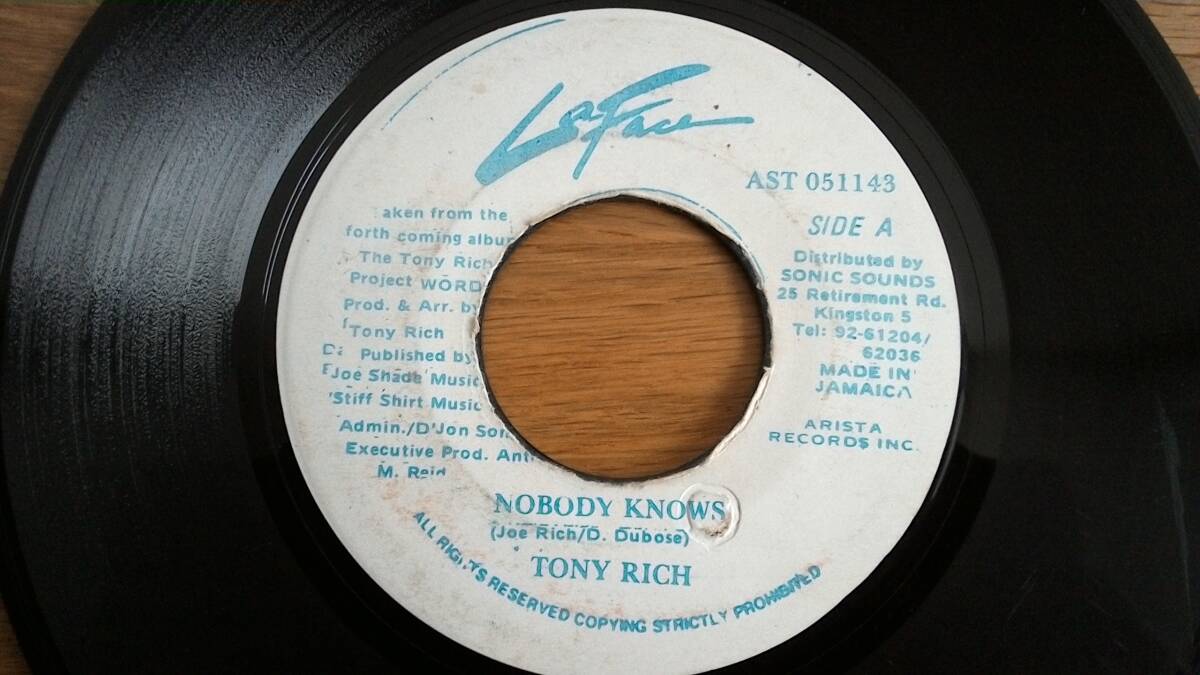 LaFace
AST 051143
SIDE A
Distributed by
SONIC SOUNDS
25 Retirement Rd.
Kingston 5
Tel: 92-61204/
62036
MADE IN
JAMAICA
ARISTA
RECORDS INC.
aken from the
forth coming albu
The Tony Rich
Project WORD
Prod. & Arr. by
Tony Rich
Published by
Joe Shade Music
Stiff Shirt Music
Admin./D'Jon Son
Executive Prod. Ant
M. Reid
NOBODY KNOWS
(Joe Rich/D. Dubose)
TONY RICH
ALL RIGHTS RESERVED COPYING STRICTLY PROHIBITED